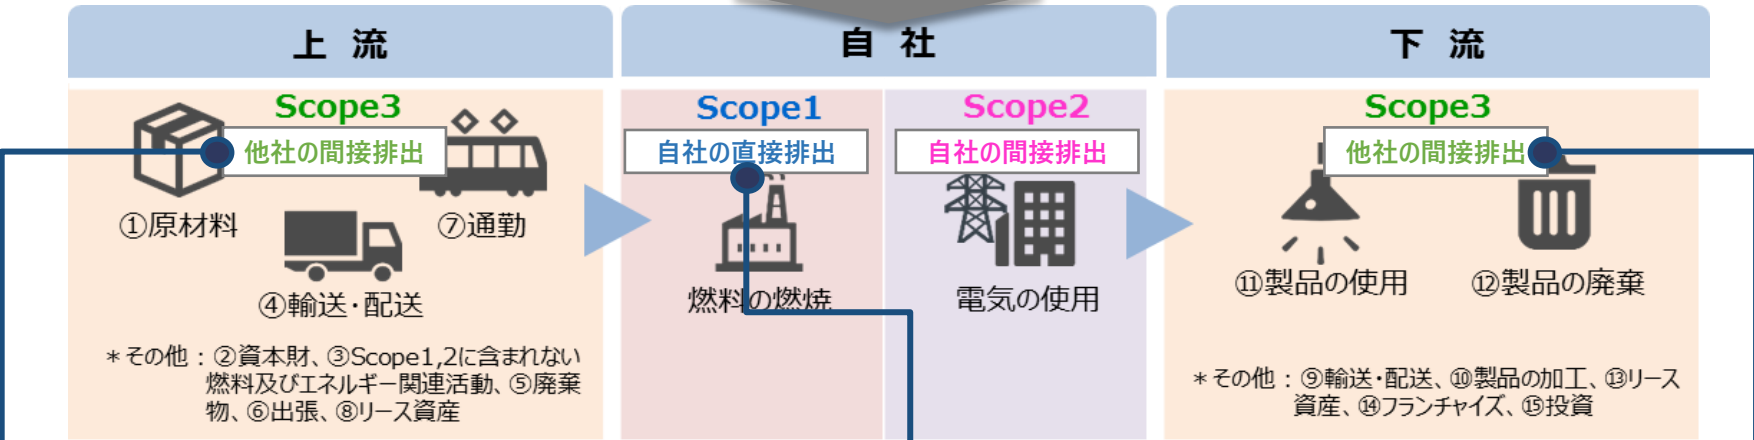 上 流
自 社
下 流
Scope3
他社の間接排出
①原材料
⑦通勤
④輸送・配送
＊その他：②資本財、③Scope1,2に含まれない
燃料及びエネルギー関連活動、⑤廃棄
物、⑥出張、⑧リース資産
Scope1
自社の直接排出
燃料の燃焼
Scope2
自社の間接排出
電気の使用
Scope3
他社の間接排出
⑪製品の使用
⑫製品の廃棄
＊その他：⑨輸送・配送、⑩製品の加工、⑬リース
資産、⑭フランチャイズ、⑮投資